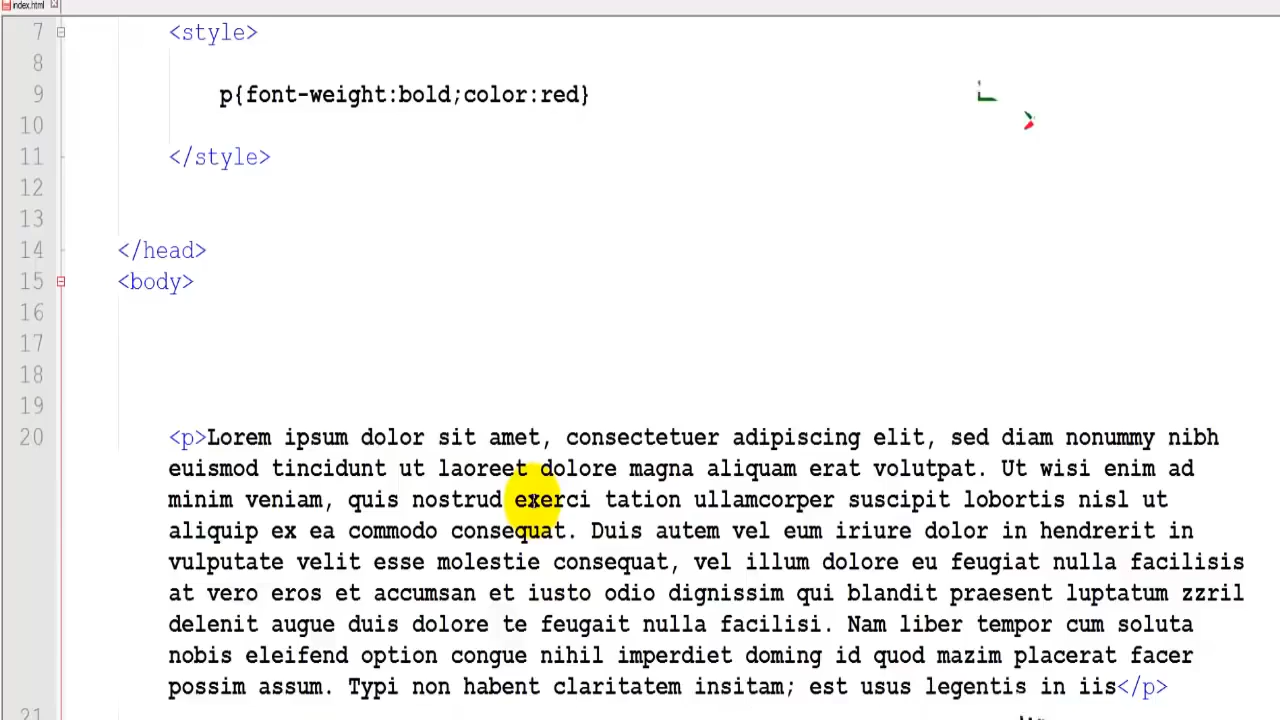 index.html
7 <style>
8
9 p{font-weight:bold;color:red}
10
11 </style>
12
13
14 </head>
15 <body>
16
17
18
19
20 <p>Lorem ipsum dolor sit amet, consectetuer adipiscing elit, sed diam nonummy nibh
euismod tincidunt ut laoreet dolore magna aliquam erat volutpat. Ut wisi enim ad
minim veniam, quis nostrud exerci tation ullamcorper suscipit lobortis nisl ut
aliquip ex ea commodo consequat. Duis autem vel eum iriure dolor in hendrerit in
vulputate velit esse molestie consequat, vel illum dolore eu feugiat nulla facilisis
at vero eros et accumsan et iusto odio dignissim qui blandit praesent luptatum zzril
delenit augue duis dolore te feugait nulla facilisi. Nam liber tempor cum soluta
nobis eleifend option congue nihil imperdiet doming id quod mazim placerat facer
possim assum. Typi non habent claritatem insitam; est usus legentis in iis</p>
21